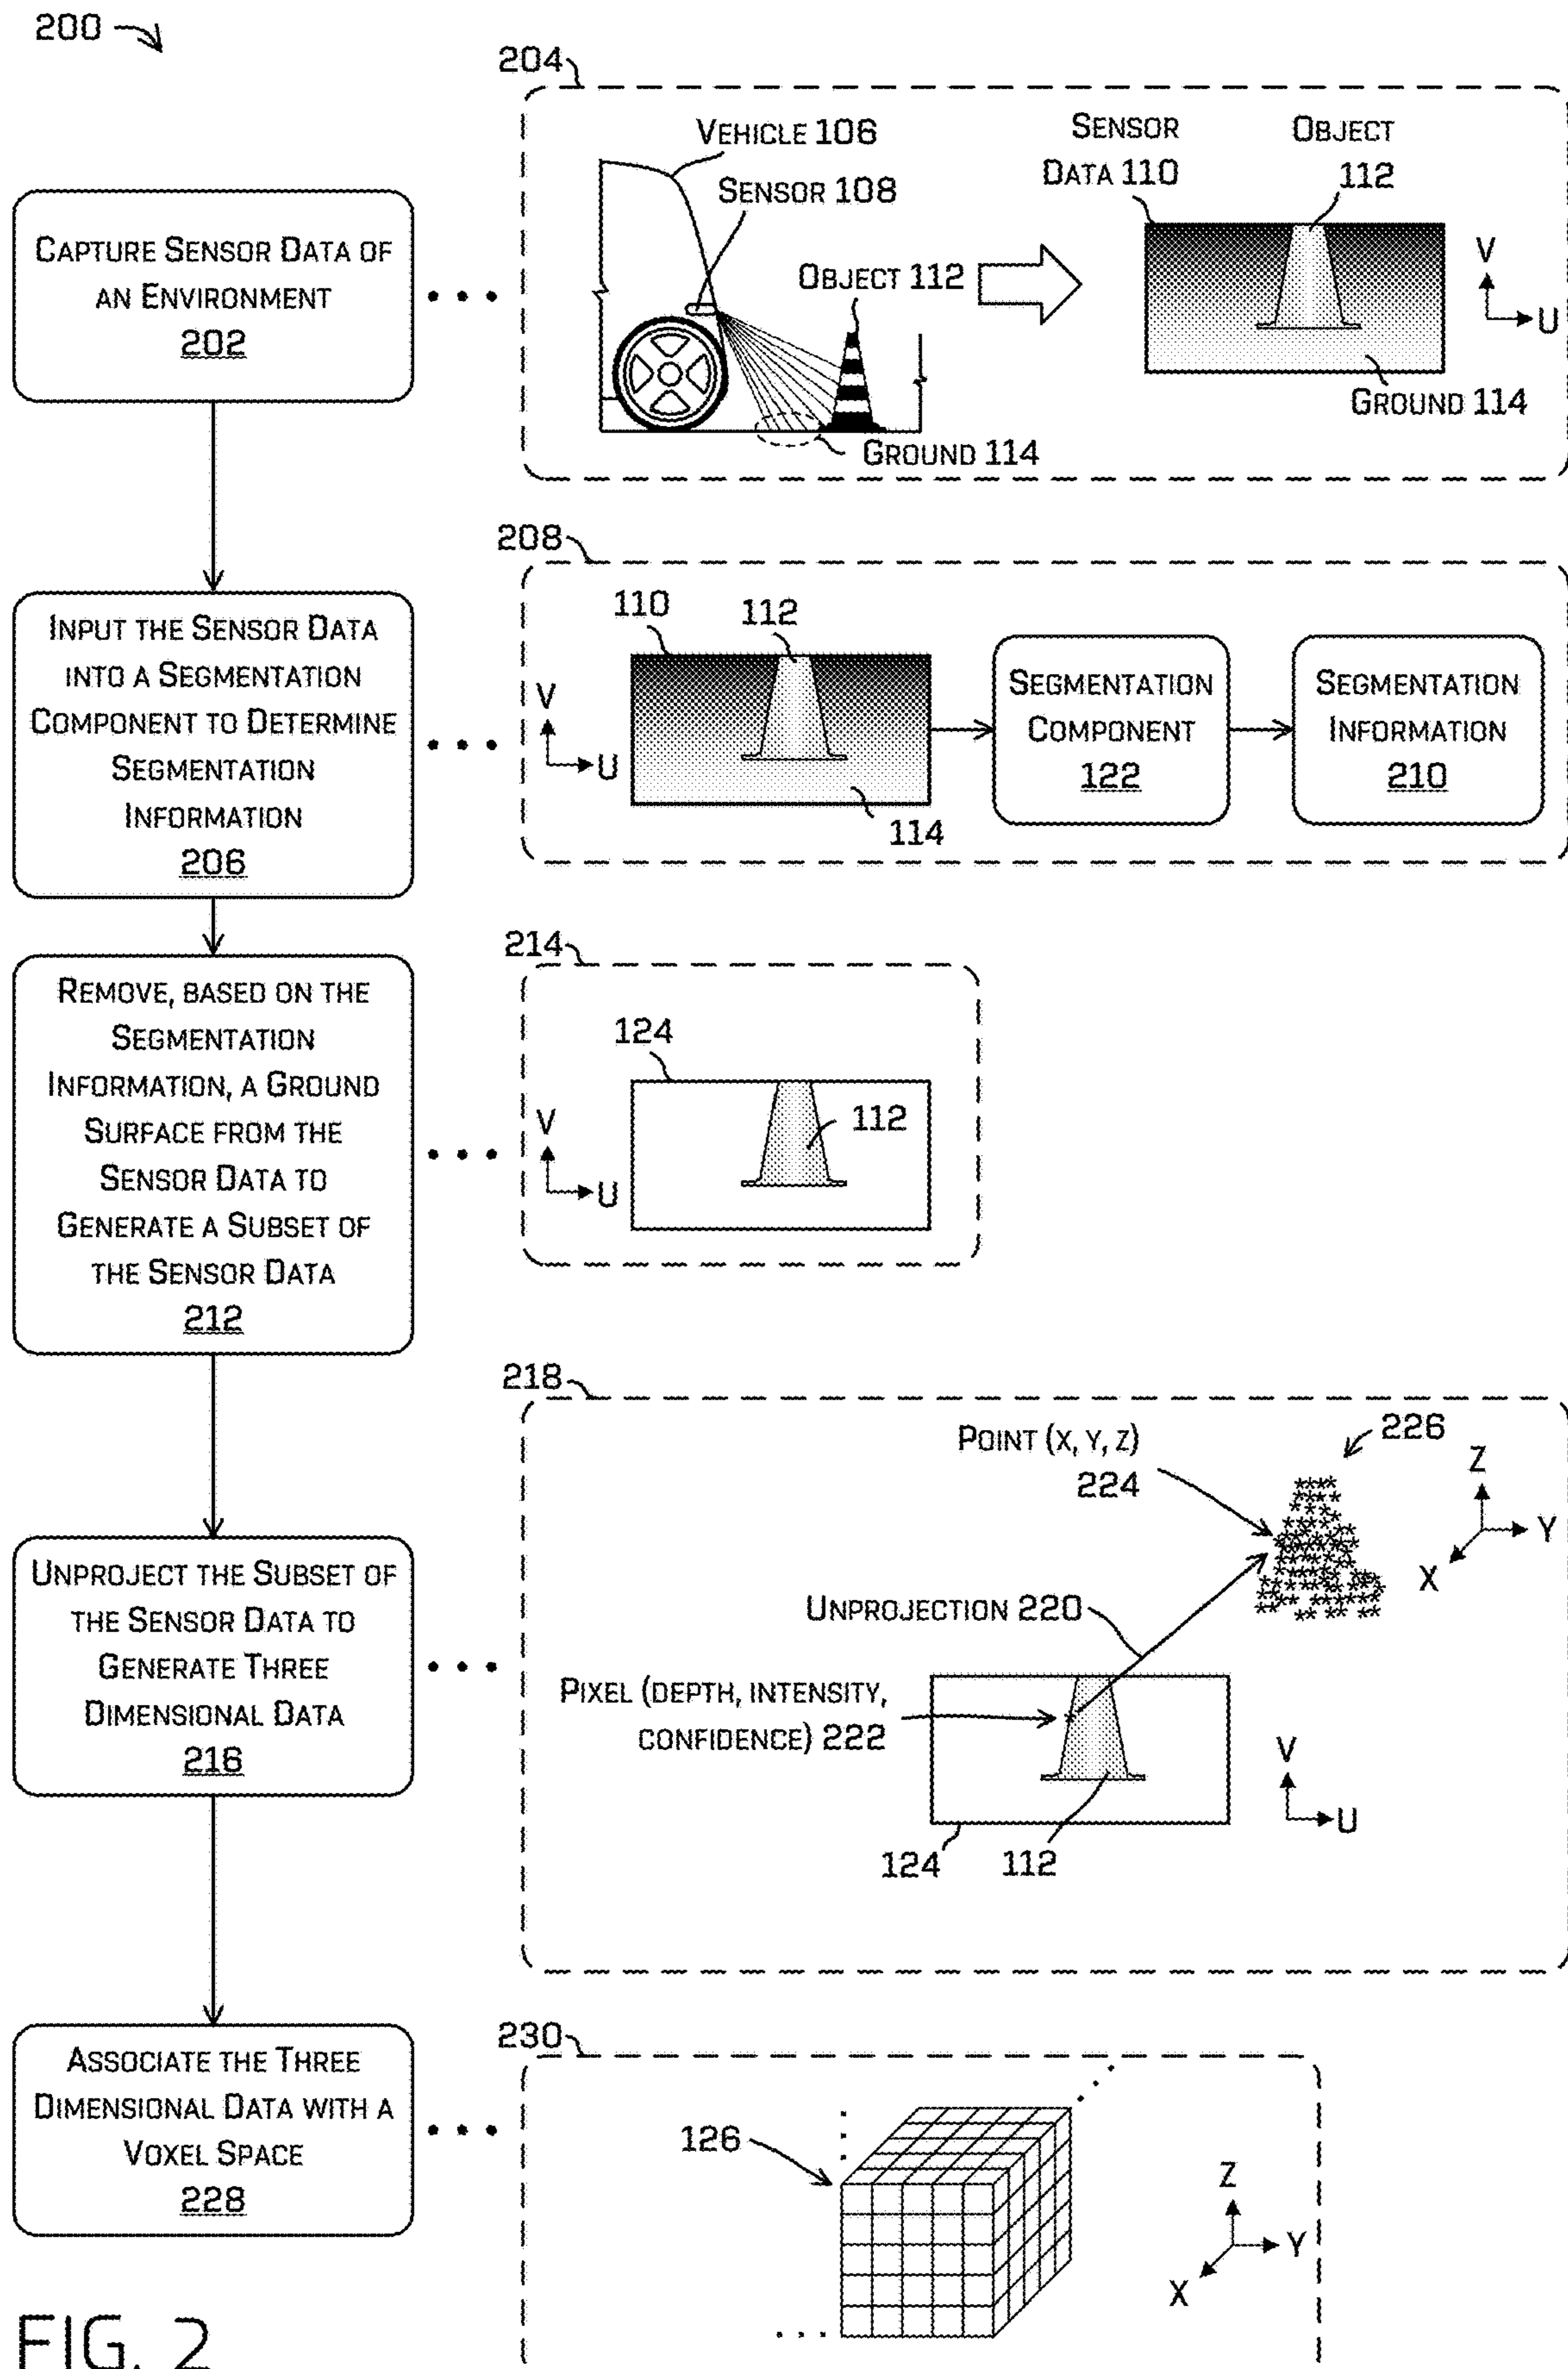 200
204
VEHICLE 106
SENSOR 108
OBJECT 112
GROUND 114
SENSOR
DATA 110
OBJECT
112
V
U
GROUND 114
CAPTURE SENSOR DATA OF
AN ENVIRONMENT
202
208
INPUT THE SENSOR DATA
INTO A SEGMENTATION
COMPONENT TO DETERMINE
SEGMENTATION
INFORMATION
206
V
U
110
112
114
SEGMENTATION
COMPONENT
122
SEGMENTATION
INFORMATION
210
214
REMOVE, BASED ON THE
SEGMENTATION
INFORMATION, A GROUND
SURFACE FROM THE
SENSOR DATA TO
GENERATE A SUBSET OF
THE SENSOR DATA
212
V
U
124
112
218
UNPROJECT THE SUBSET OF
THE SENSOR DATA TO
GENERATE THREE
DIMENSIONAL DATA
216
POINT (X, Y, Z)
224
226
Z
Y
X
UNPROJECTION 220
PIXEL (DEPTH, INTENSITY,
CONFIDENCE) 222
V
U
124
112
230
ASSOCIATE THE THREE
DIMENSIONAL DATA WITH A
VOXEL SPACE
228
126
Z
Y
X
FIG. 2